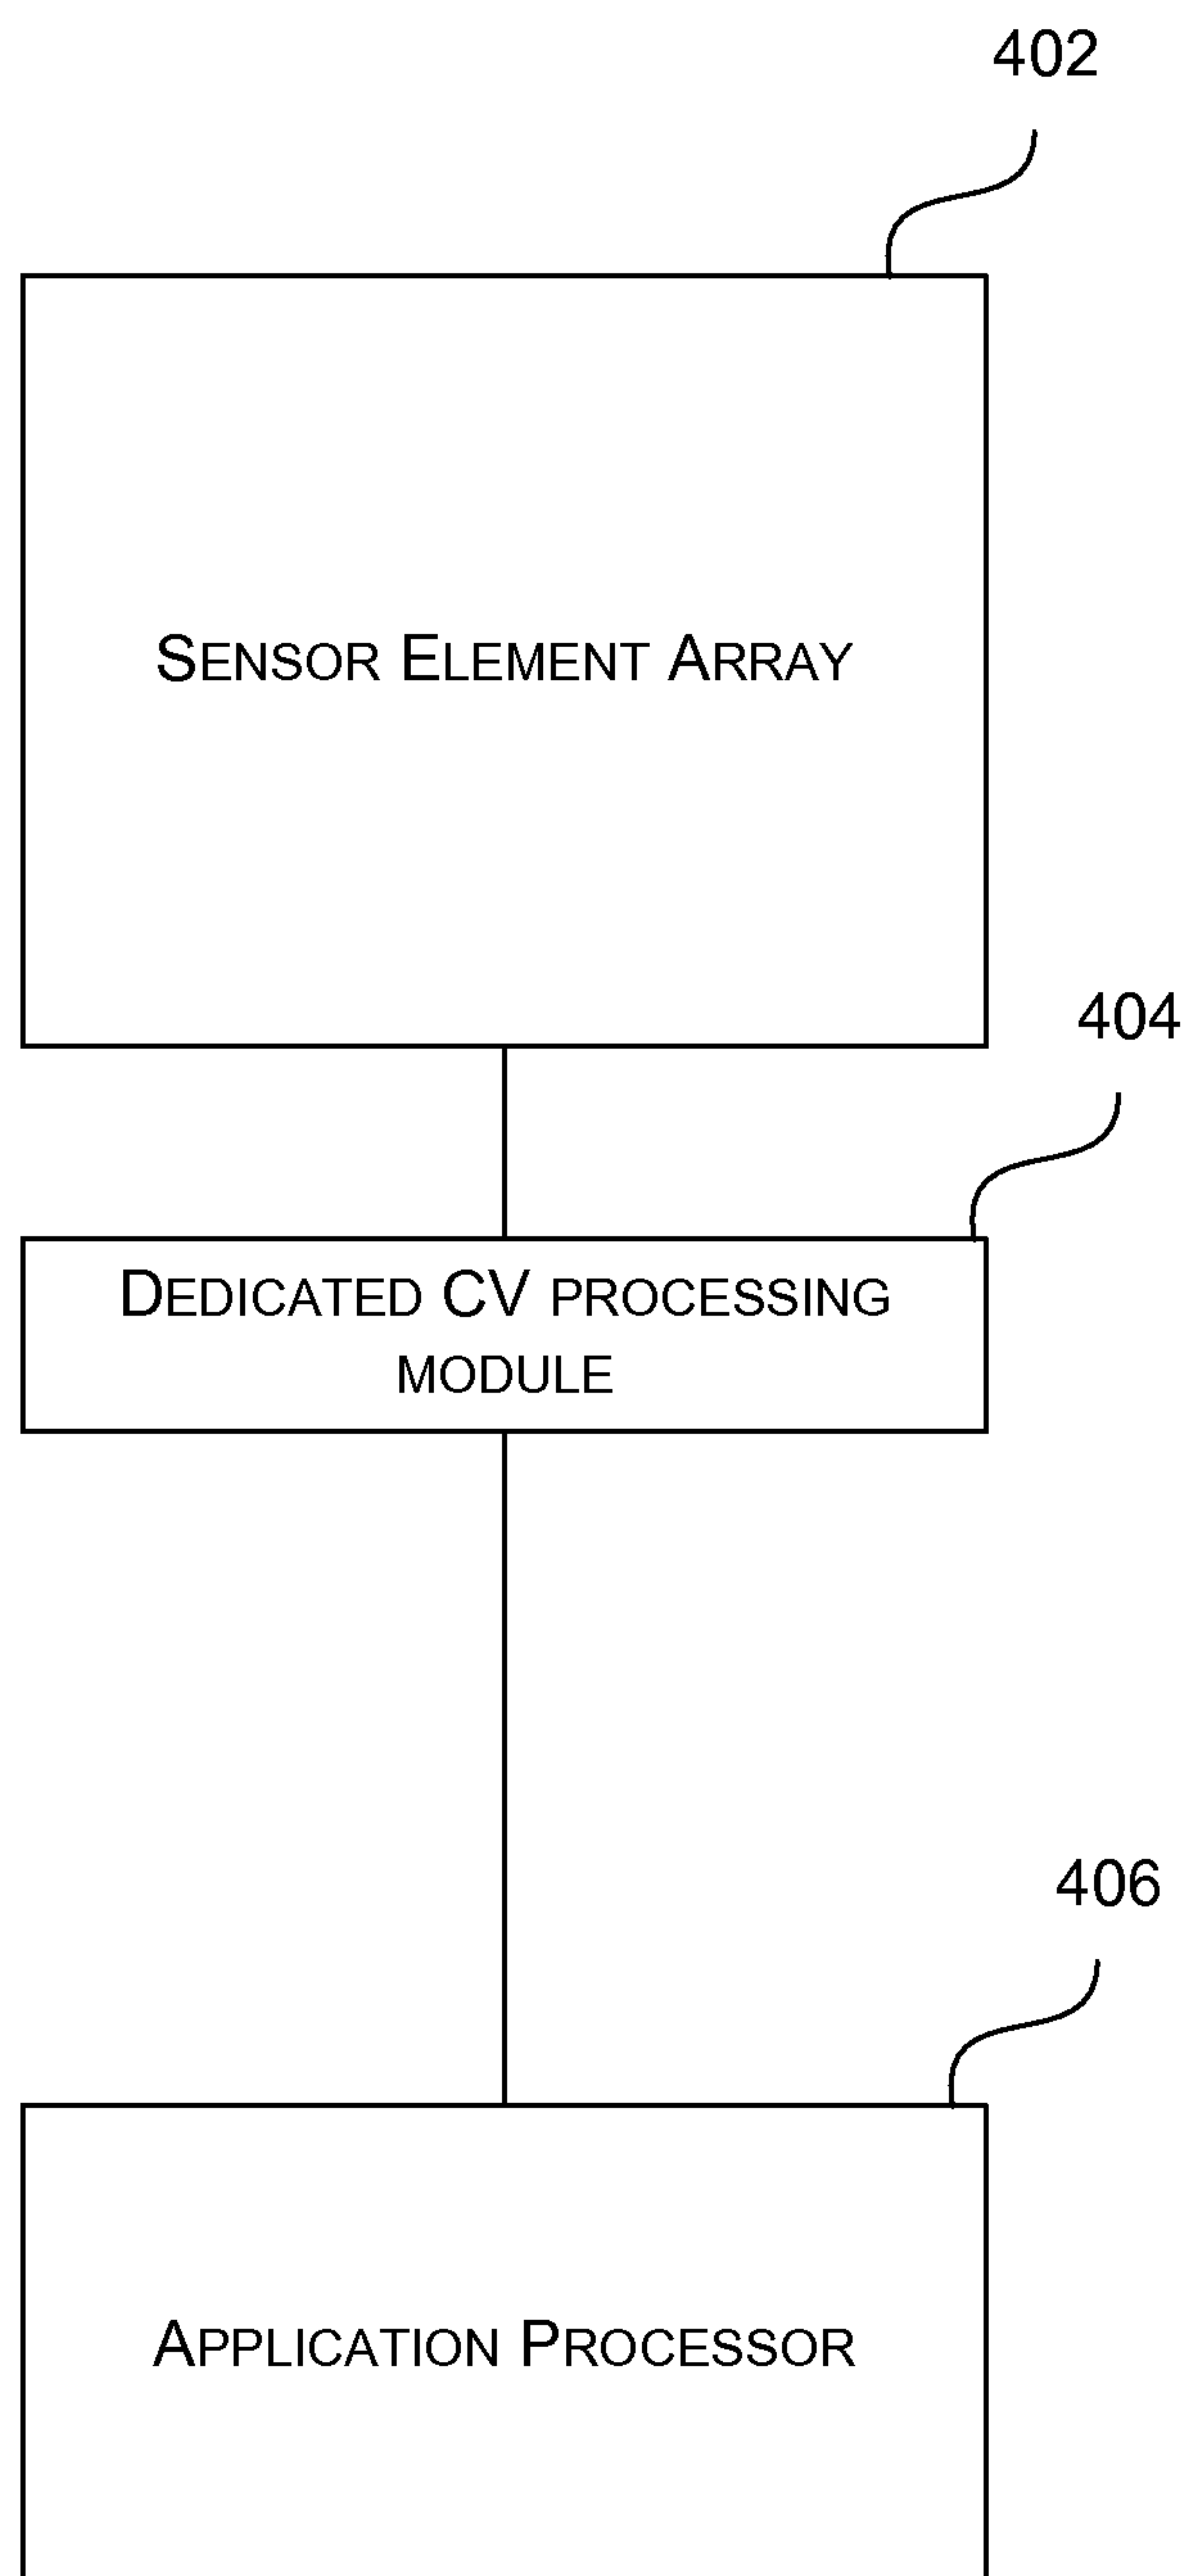 402
SENSOR ELEMENT ARRAY
404
DEDICATED CV PROCESSING
MODULE
406
APPLICATION PROCESSOR